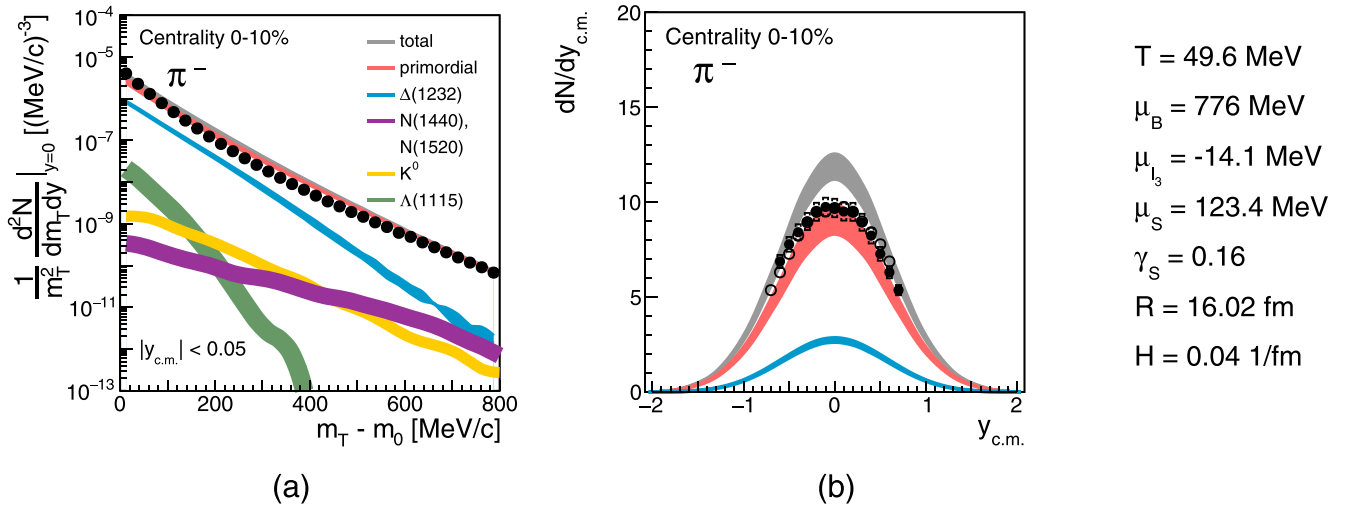 10⁻⁴
10⁻⁵
10⁻⁷
10⁻⁹
10⁻¹¹
10⁻¹³
1/m_T² d²N/dm_Tdy |_y=0 [(MeV/c)⁻³]
Centrality 0-10%
π⁻
total
primordial
Δ(1232)
N(1440),
N(1520)
K⁰
Λ(1115)
|y_c.m.| < 0.05
0 200 400 600 800
m_T - m_0 [MeV/c]
(a)
dN/dy_c.m.
20
15
10
5
0
Centrality 0-10%
π⁻
−2 −1 0 1 2
y_c.m.
(b)
T = 49.6 MeV
μ_B = 776 MeV
μ_I₃ = -14.1 MeV
μ_S = 123.4 MeV
γ_S = 0.16
R = 16.02 fm
H = 0.04 1/fm